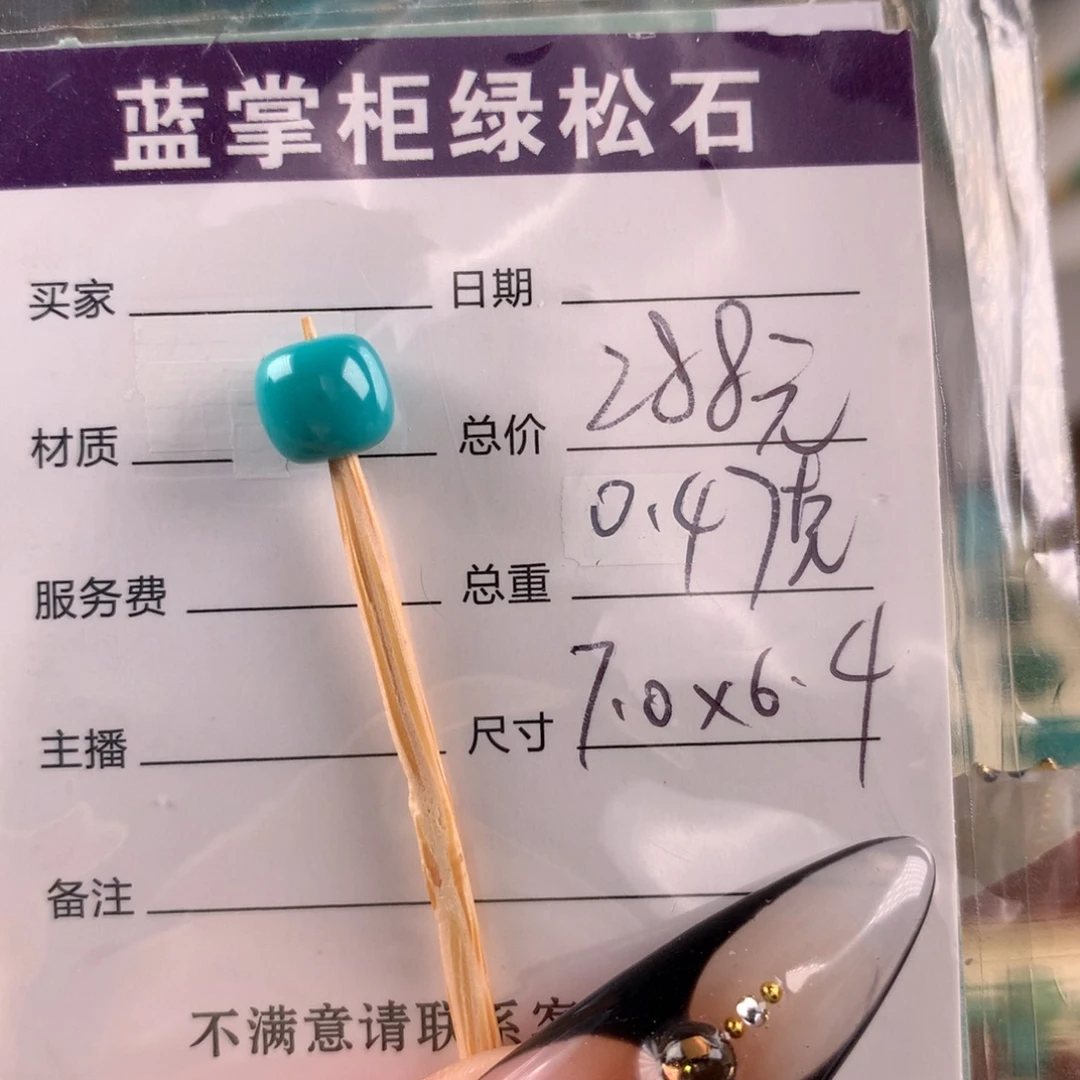 蓝掌柜绿松石
买家 日期
材质 总价 288元
服务费 总重 0.47克
主播 尺寸 7.0x6.4
备注
不满意请联系客